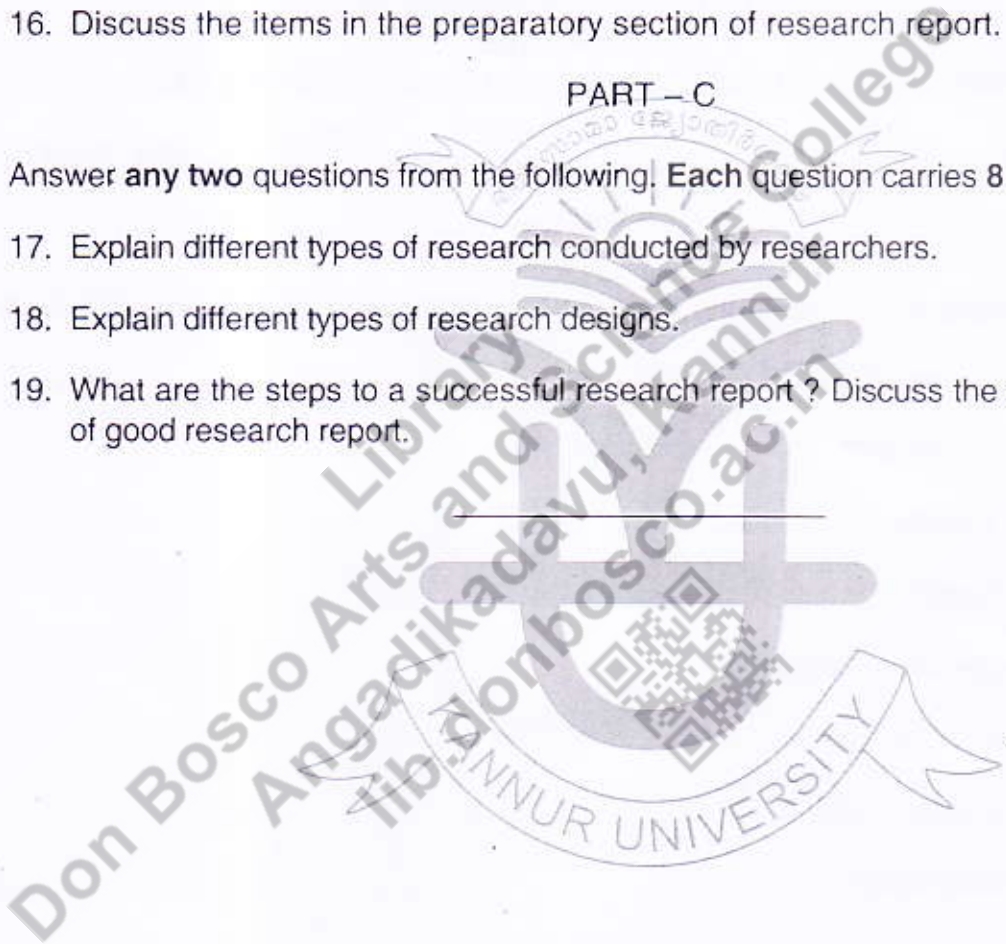 16. Discuss the items in the preparatory section of research report.
PART – C
Answer any two questions from the following. Each question carries 8
17. Explain different types of research conducted by researchers.
18. Explain different types of research designs.
19. What are the steps to a successful research report ? Discuss the
of good research report.
Library
Don Bosco Arts and Science College
Angadikadavu, Kannur
lib.donbosco.ac.in
KANNUR UNIVERSITY